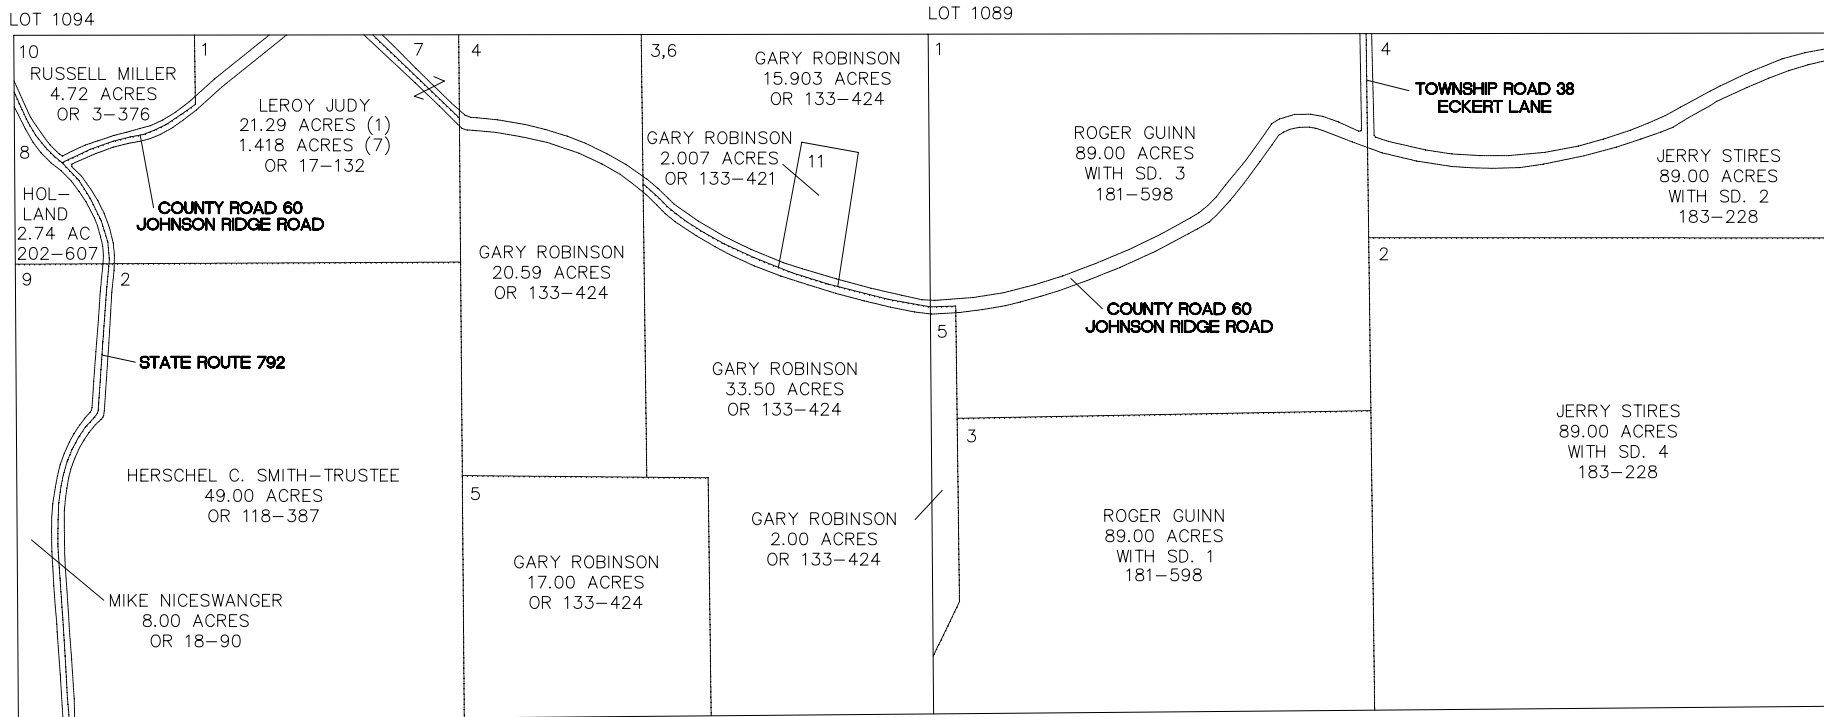 LOT 1094
LOT 1089
10
RUSSELL MILLER
4.72 ACRES
OR 3-376
1
LEROY JUDY
21.29 ACRES (1)
1.418 ACRES (7)
OR 17-132
7
4
3,6
GARY ROBINSON
15.903 ACRES
OR 133-424
GARY ROBINSON
2.007 ACRES
OR 133-421
11
1
ROGER GUINN
89.00 ACRES
WITH SD. 3
181-598
4
TOWNSHIP ROAD 38
ECKERT LANE
JERRY STIRES
89.00 ACRES
WITH SD. 2
183-228
8
HOL-
LAND
2.74 AC
202-607
COUNTY ROAD 60
JOHNSON RIDGE ROAD
GARY ROBINSON
20.59 ACRES
OR 133-424
9
2
STATE ROUTE 792
COUNTY ROAD 60
JOHNSON RIDGE ROAD
2
5
GARY ROBINSON
33.50 ACRES
OR 133-424
3
JERRY STIRES
89.00 ACRES
WITH SD. 4
183-228
HERSCHEL C. SMITH-TRUSTEE
49.00 ACRES
OR 118-387
5
GARY ROBINSON
17.00 ACRES
OR 133-424
GARY ROBINSON
2.00 ACRES
OR 133-424
ROGER GUINN
89.00 ACRES
WITH SD. 1
181-598
MIKE NICESWANGER
8.00 ACRES
OR 18-90